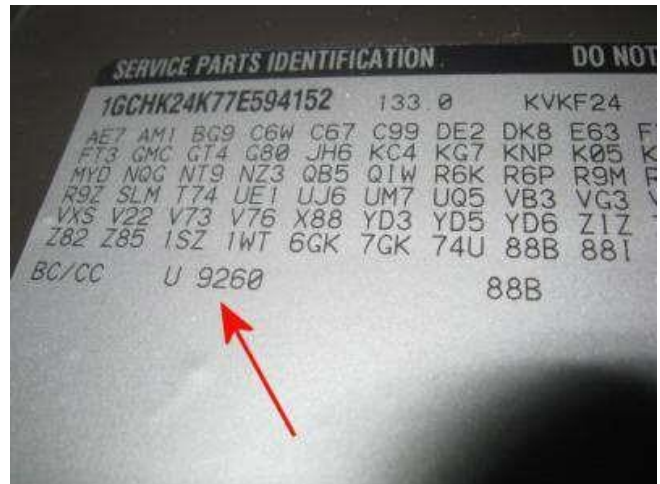 SERVICE PARTS IDENTIFICATION DO NOT
1GCHK24K77E594152 133.0 KVKF24
AE7 AM1 BG9 C6W C67 C99 DE2 DK8 E63
FT3 GMC GT4 G80 JH6 KC4 KG7 KNP K05
MYD NQG NT9 NZ3 QB5 QIW R6K R6P R9M
R9Z SLM T74 UE1 UJ6 UM7 UQ5 VB3 VG3
VXS V22 V73 V76 X88 YD3 YD5 YD6 Z1Z
Z82 Z85 1SZ 1WT 6GK 7GK 74U 88B 88I
BC/CC U 9260 88B